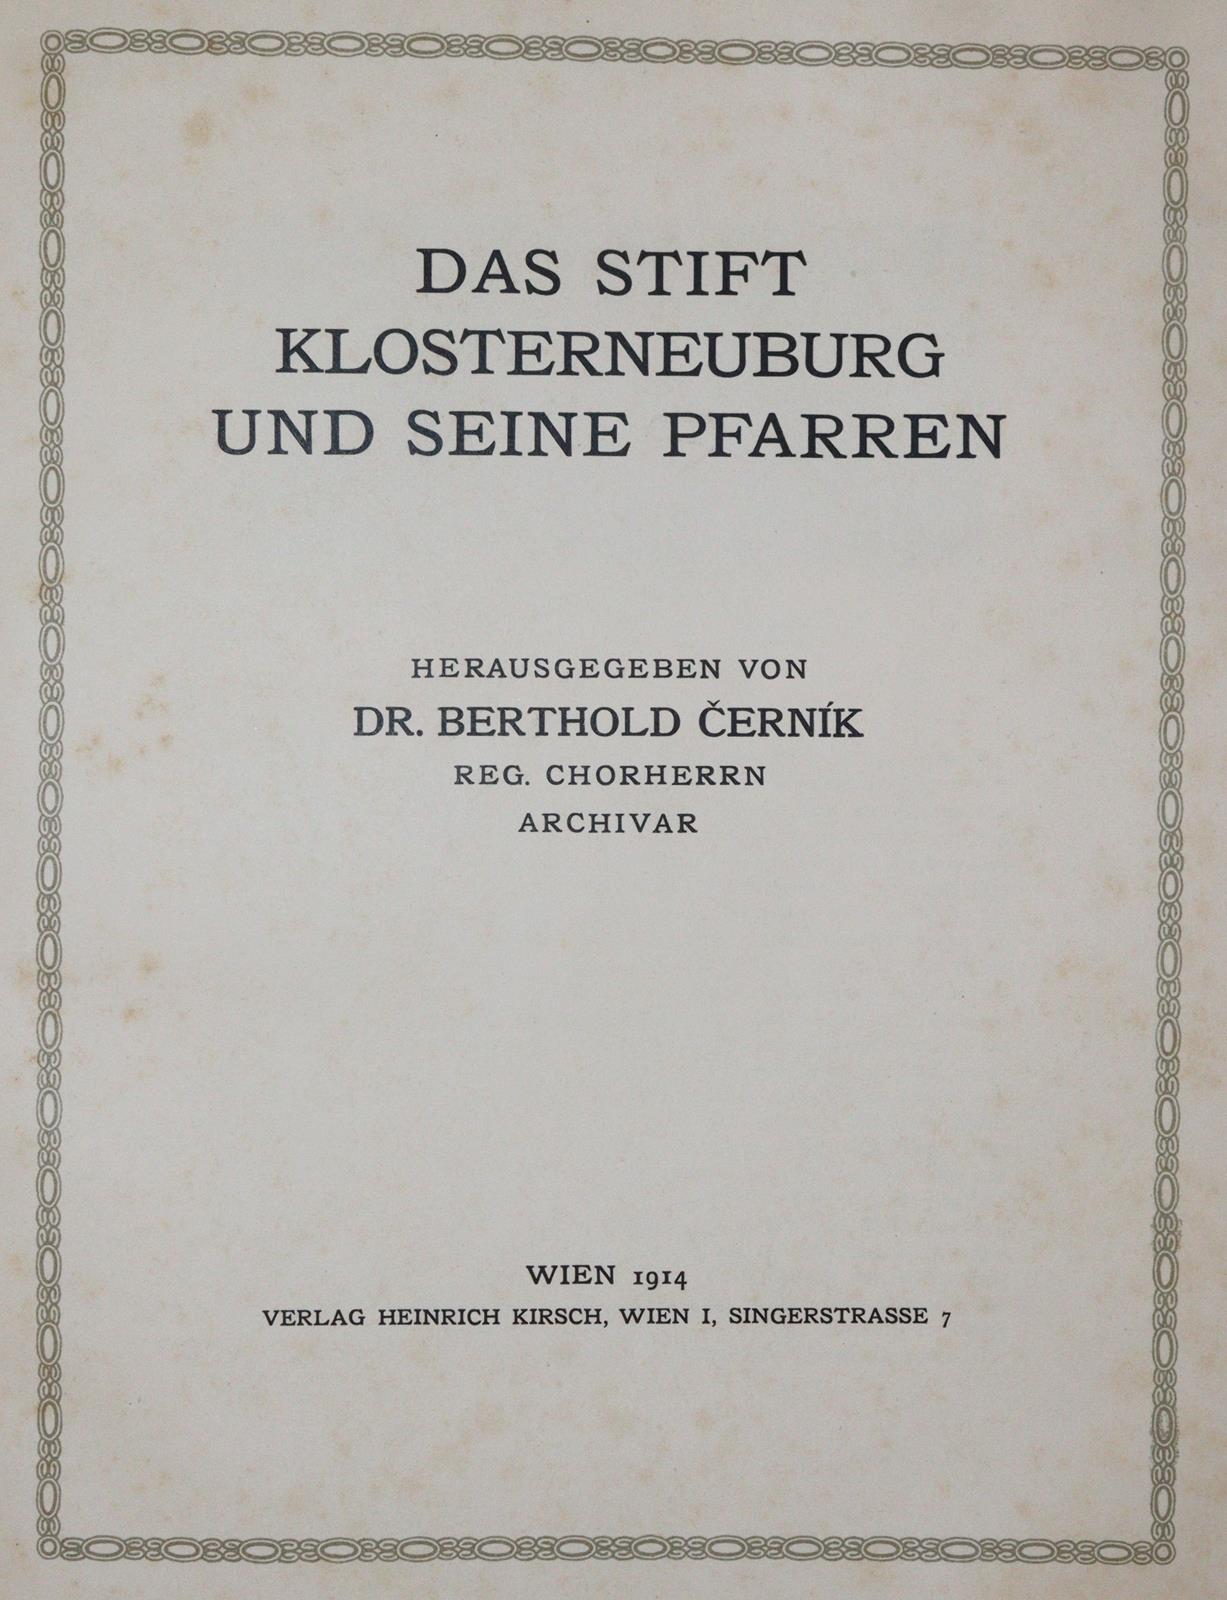 DAS STIFT
KLOSTERNEUBURG
UND SEINE PFARREN
HERAUSGEGEBEN VON
DR. BERTHOLD ČERNÍK
REG. CHORHERRN
ARCHIVAR
WIEN 1914
VERLAG HEINRICH KIRSCH, WIEN I, SINGERSTRASSE 7